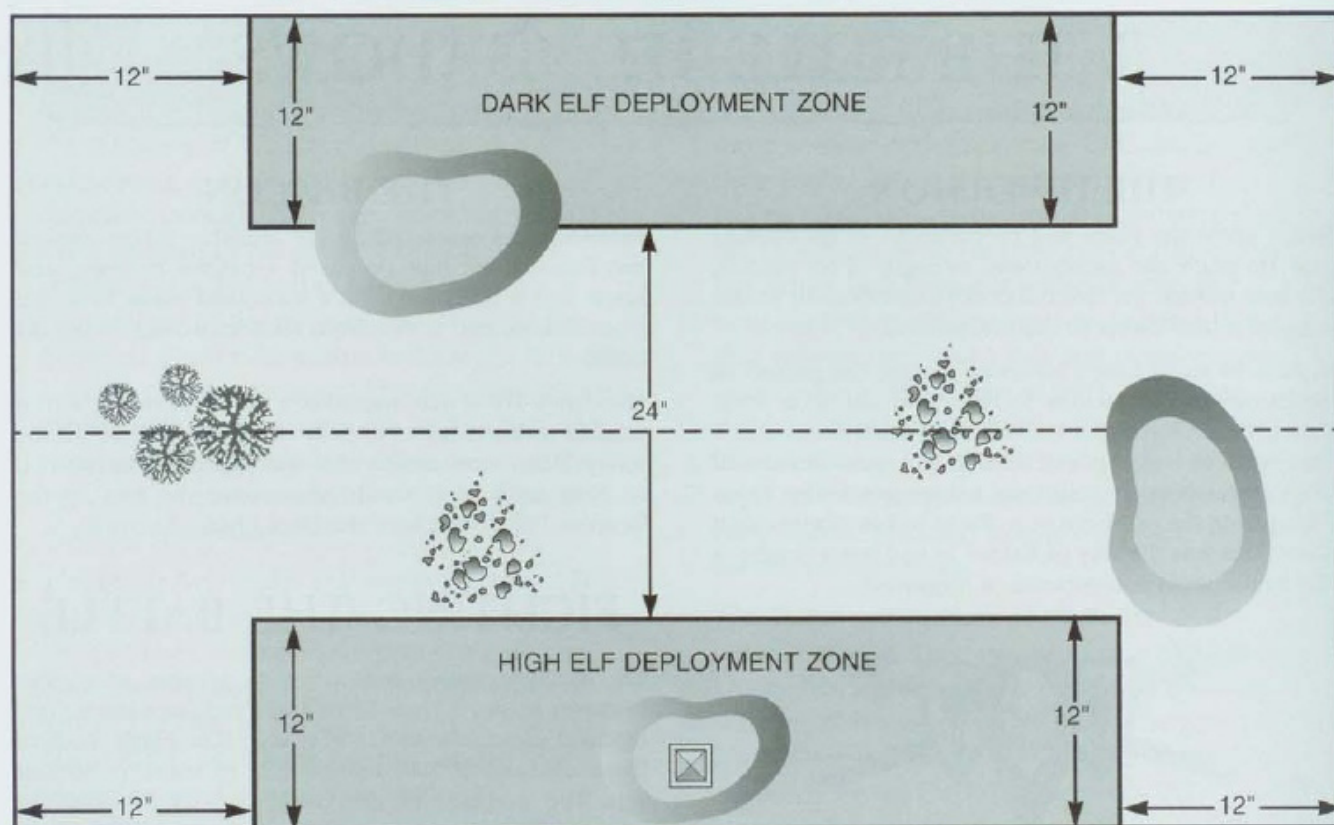 12" 12" DARK ELF DEPLOYMENT ZONE 12" 12"
24"
HIGH ELF DEPLOYMENT ZONE
12" 12"
12" 12"